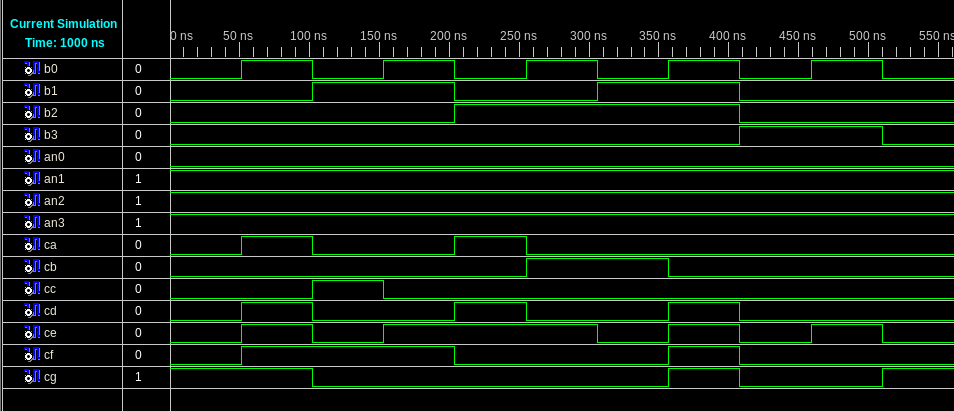 Current Simulation
Time: 1000 ns
0 ns 50 ns 100 ns 150 ns 200 ns 250 ns 300 ns 350 ns 400 ns 450 ns 500 ns 550 ns
b0 0
b1 0
b2 0
b3 0
an0 0
an1 1
an2 1
an3 1
ca 0
cb 0
cc 0
cd 0
ce 0
cf 0
cg 1